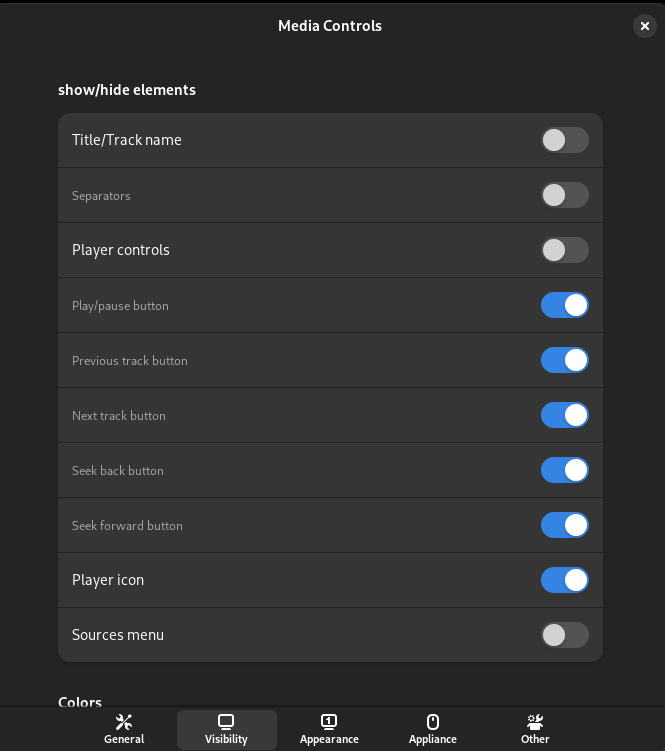 Media Controls
show/hide elements
Title/Track name
Separators
Player controls
Play/pause button
Previous track button
Next track button
Seek back button
Seek forward button
Player icon
Sources menu
Colors
1
General
Visibility
Appearance
Appliance
Other